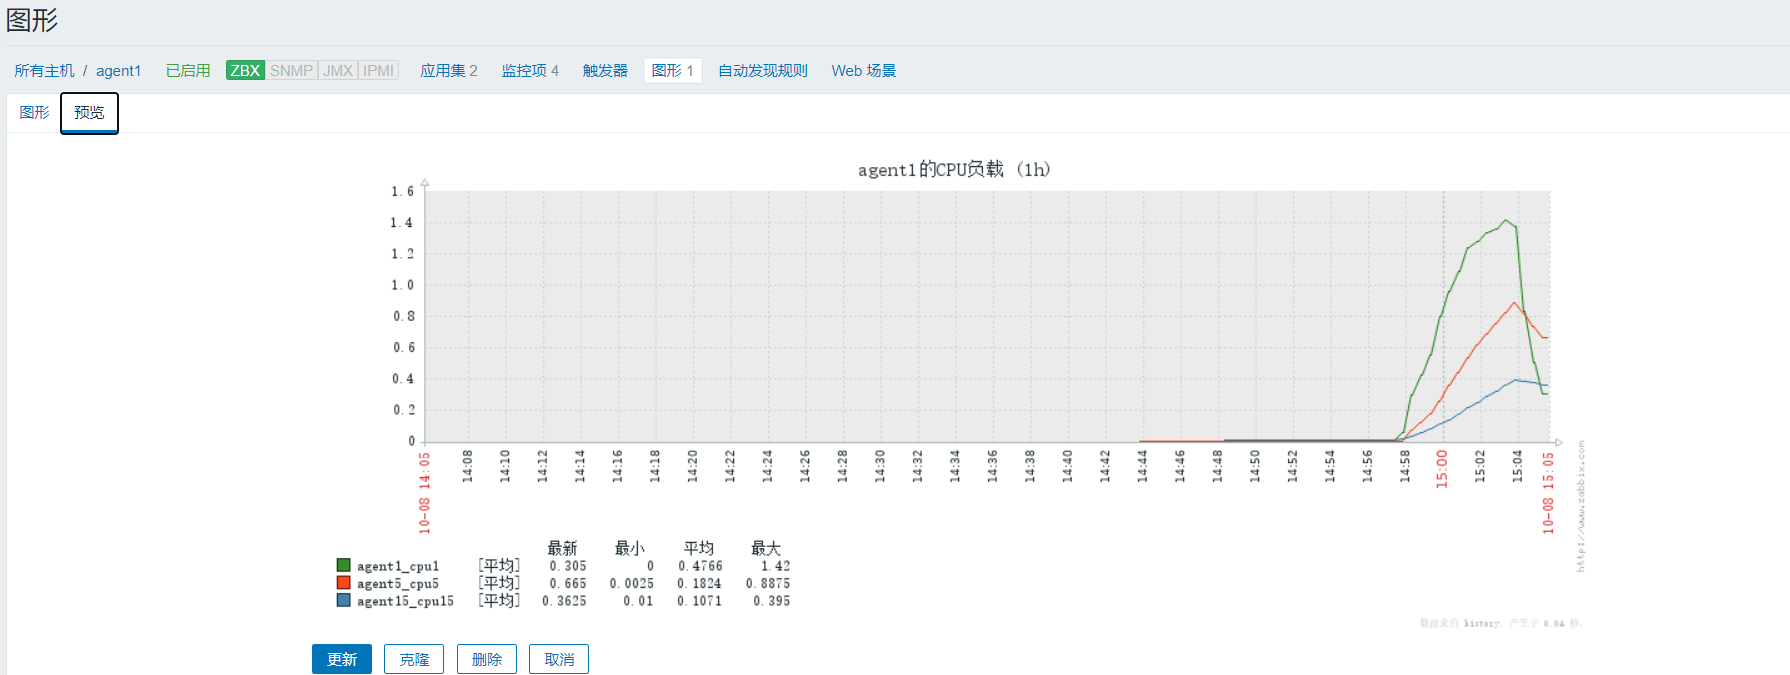 图形
所有主机 / agent1 已启用 ZBX SNMP JMX IPMI 应用集 2 监控项 4 触发器 图形 1 自动发现规则 Web 场景
图形 预览
agent1的CPU负载 (1h)
1.6
1.4
1.2
1.0
0.8
0.6
0.4
0.2
0
10-08 14:05 14:08 14:10 14:12 14:14 14:16 14:18 14:20 14:22 14:24 14:26 14:28 14:30 14:32 14:34 14:36 14:38 14:40 14:42 14:44 14:46 14:48 14:50 14:52 14:54 14:56 14:58 15:00 15:02 15:04 10-08 15:05
http://www.zabbix.com
最新 最小 平均 最大
agent1_cpu1 [平均] 0.305 0 0.4766 1.42
agent5_cpu5 [平均] 0.665 0.0025 0.1824 0.8875
agent15_cpu15 [平均] 0.3625 0.01 0.1071 0.395
数据来自 history. 产生于 0.04 秒.
更新 克隆 删除 取消